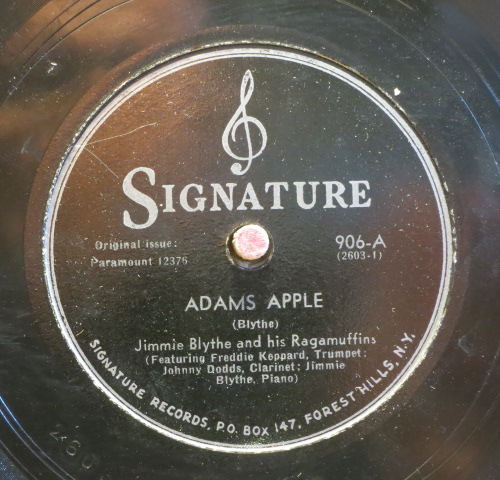 SIGNATURE
Original issue:
Paramount 12376
906-A
(2603-1)
ADAMS APPLE
(Blythe)
Jimmie Blythe and his Ragamuffins
(Featuring Freddie Keppard, Trumpet;
Johnny Dodds, Clarinet; Jimmie
Blythe, Piano)
SIGNATURE RECORDS, P.O. BOX 147, FOREST HILLS, N.Y.